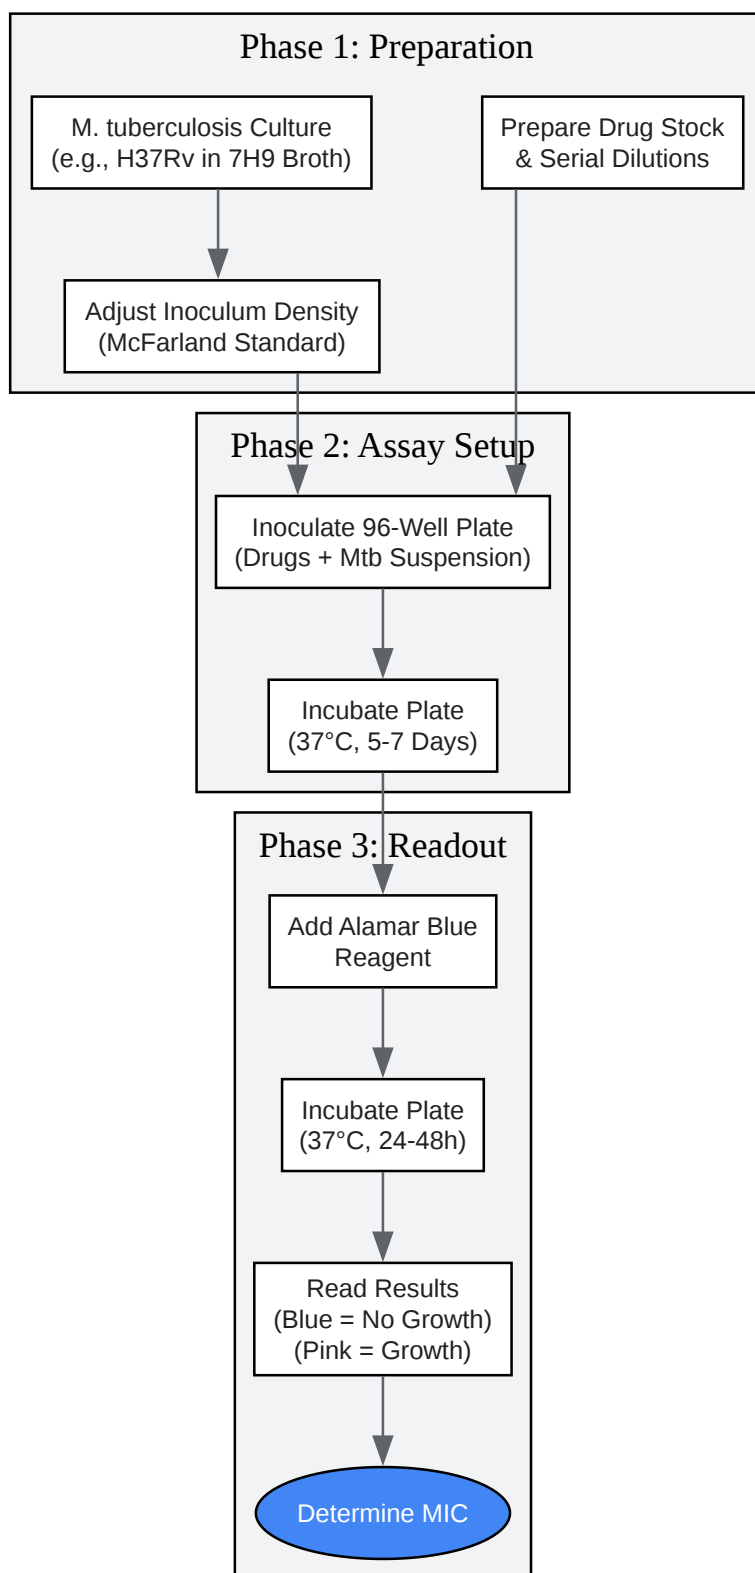 Phase 1: Preparation
M. tuberculosis Culture
(e.g., H37Rv in 7H9 Broth)
Prepare Drug Stock
& Serial Dilutions
Adjust Inoculum Density
(McFarland Standard)
Phase 2: Assay Setup
Inoculate 96-Well Plate
(Drugs + Mtb Suspension)
Incubate Plate
(37°C, 5-7 Days)
Phase 3: Readout
Add Alamar Blue
Reagent
Incubate Plate
(37°C, 24-48h)
Read Results
(Blue = No Growth)
(Pink = Growth)
Determine MIC